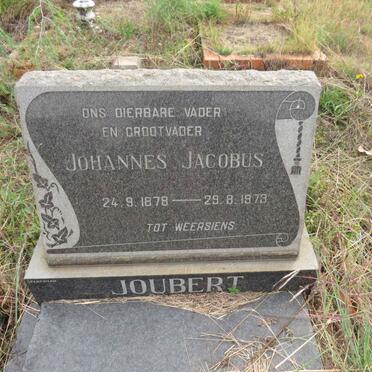 ONS DIERBARE VADER
EN GROOTVADER
JOHANNES JACOBUS
24.9.1878 — 29.8.1973
TOT WEERSIENS
JOUBERT